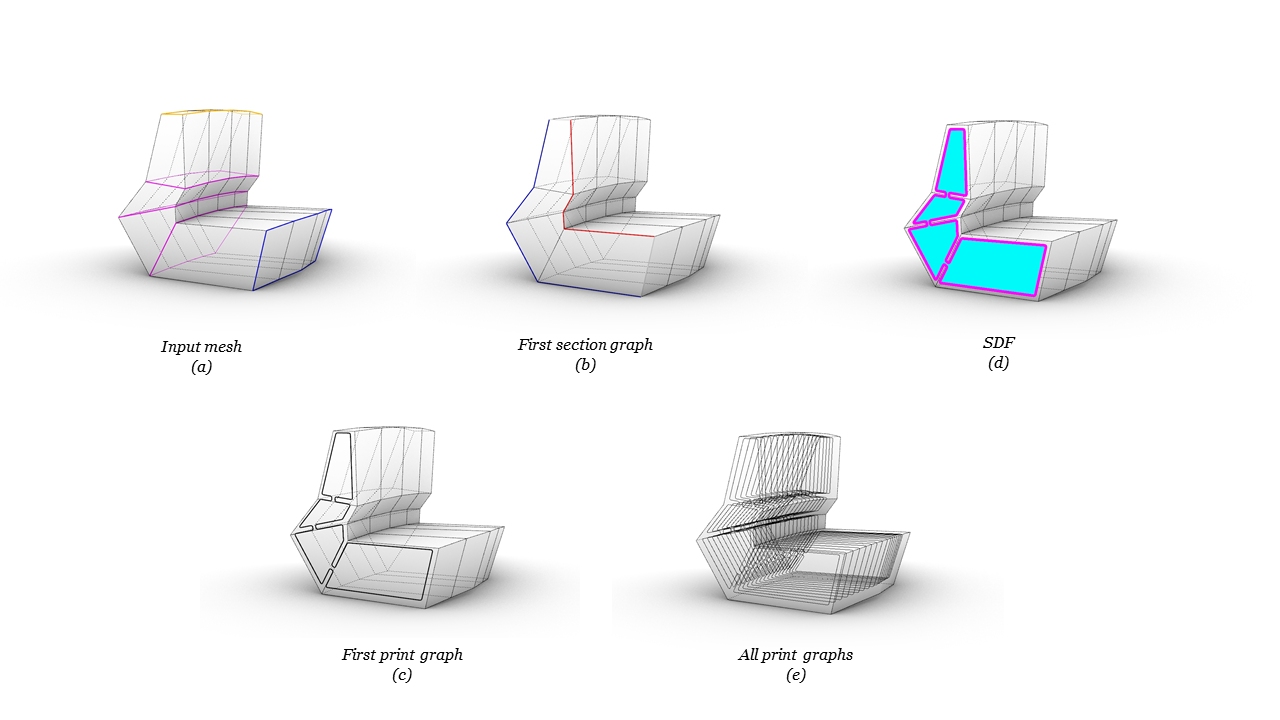 Input mesh
(a)
First section graph
(b)
SDF
(d)
First print graph
(c)
All print graphs
(e)